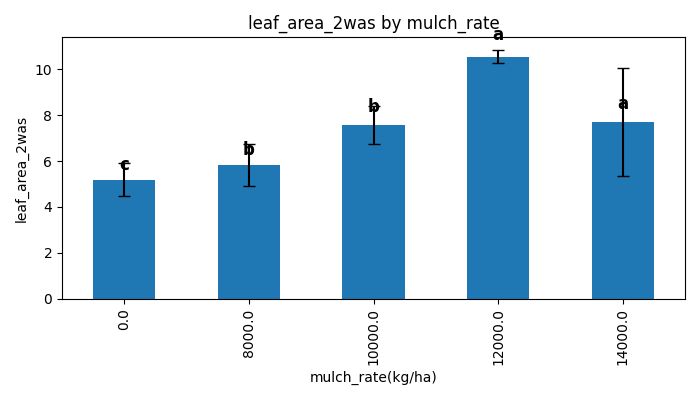 leaf_area_2was by mulch_rate
a
a
b
b
c
10
8
6
4
2
0
leaf_area_2was
0.0
8000.0
10000.0
12000.0
14000.0
mulch_rate(kg/ha)